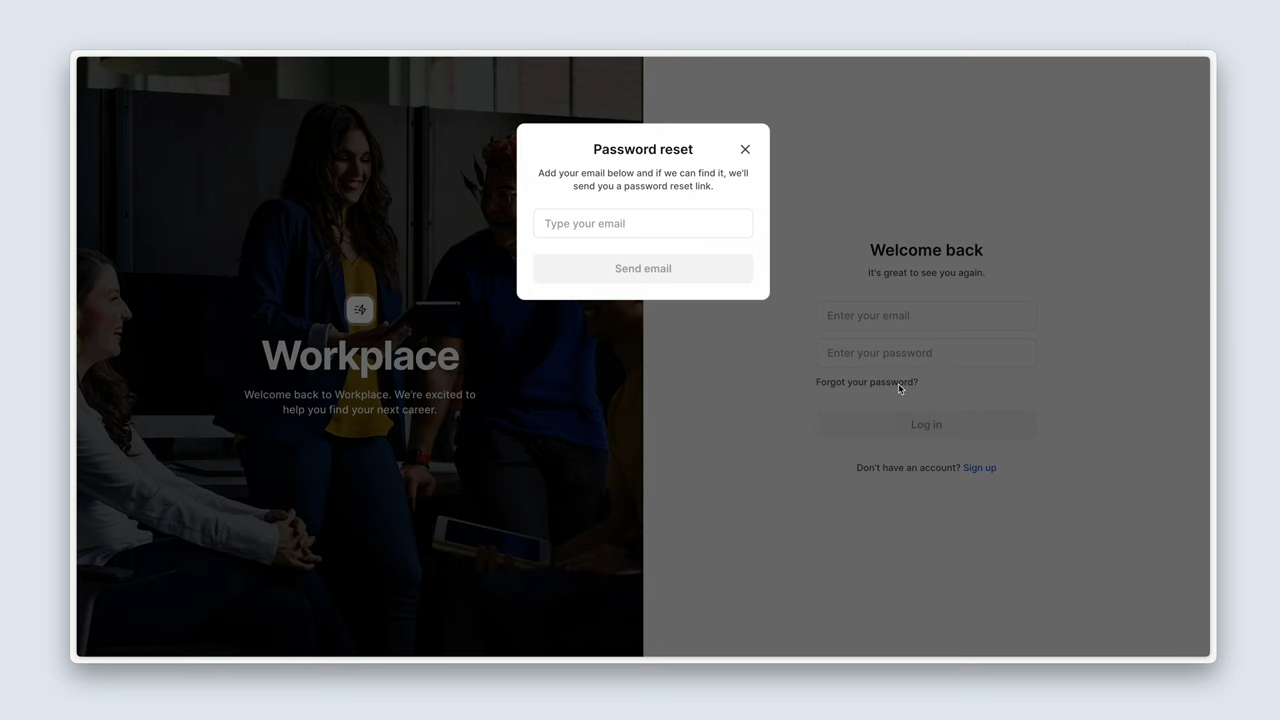 Password reset
Add your email below and if we can find it, we'll
send you a password reset link.
Type your email
Send email
Workplace
Welcome back to Workplace. We're excited to
help you find your next career.
Welcome back
It's great to see you again.
Enter your email
Enter your password
Forgot your password?
Log in
Don't have an account? Sign up